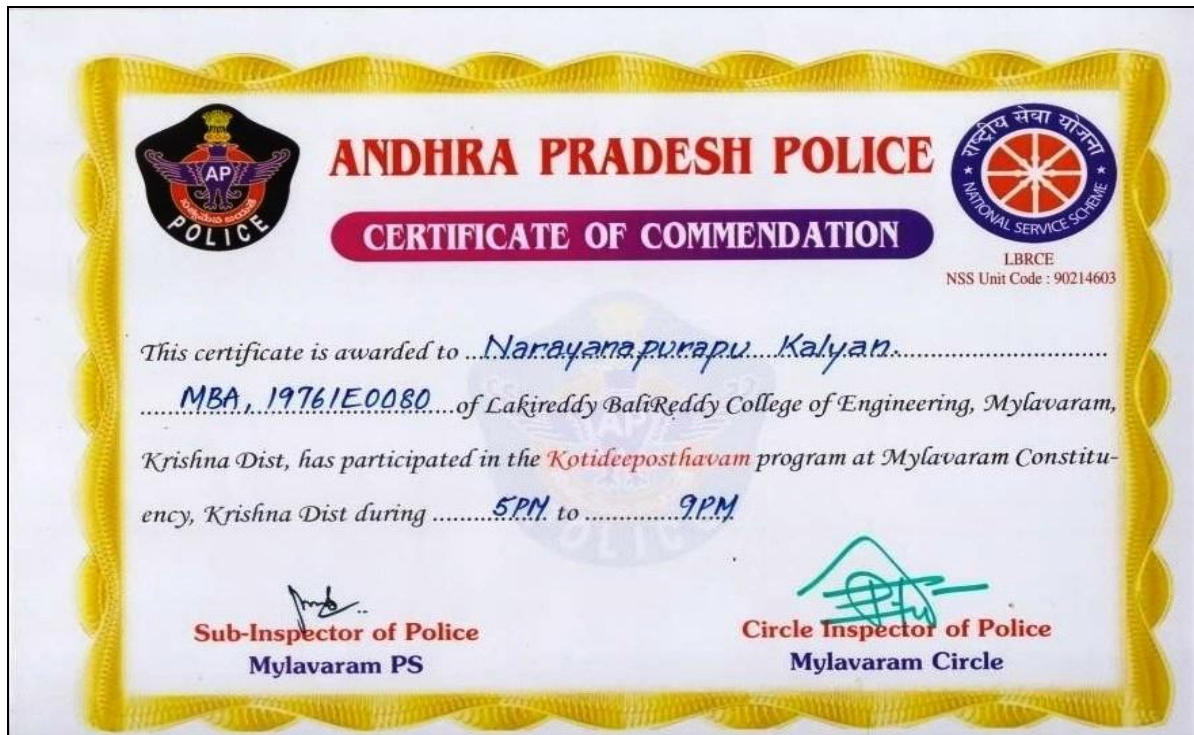 AP
POLICE
ANDHRA PRADESH POLICE
CERTIFICATE OF COMMENDATION
राष्ट्रीय सेवा योजना
NATIONAL SERVICE SCHEME
LBRCE
NSS Unit Code : 90214603
This certificate is awarded to ...Narayanapurapu Kalyan.................................
.....MBA, 19761E0080....of Lakireddy BaliReddy College of Engineering, Mylavaram,
Krishna Dist, has participated in the Kotideeposthavam program at Mylavaram Constitu-
ency, Krishna Dist during ..........5PM to ...............9PM
Sub-Inspector of Police
Mylavaram PS
Circle Inspector of Police
Mylavaram Circle